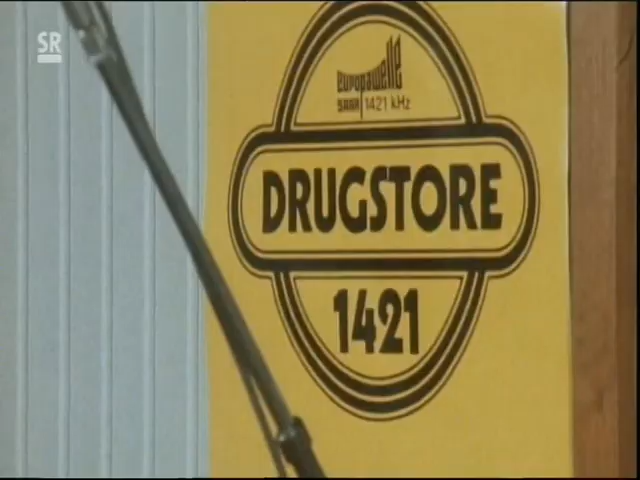 SR
europawelle
SAAR 1421 kHz
DRUGSTORE
1421